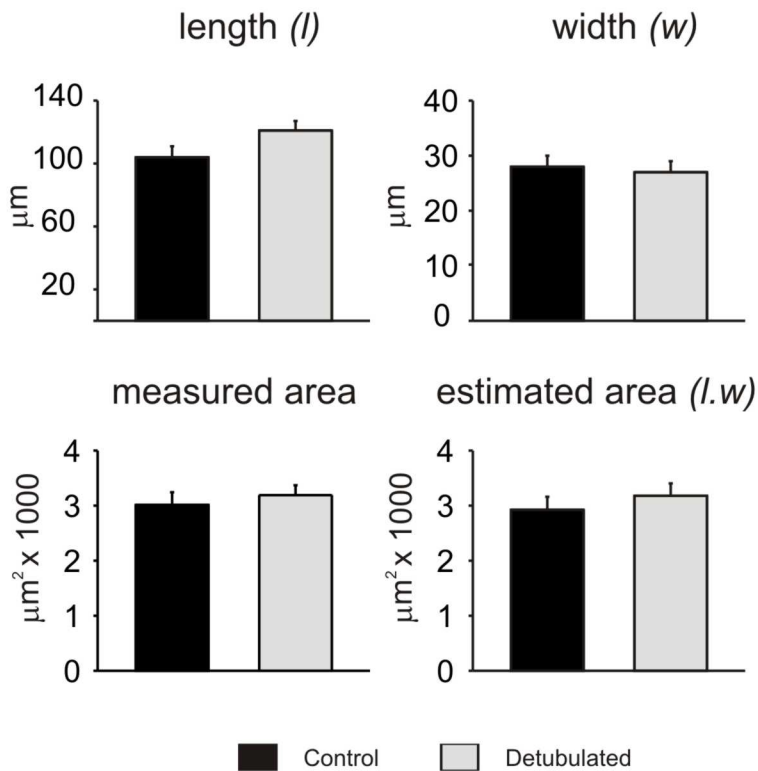 length (l)
140
100
60
20
μm
width (w)
40
30
20
10
0
μm
measured area
4
3
2
1
0
μm² x 1000
estimated area (l.w)
4
3
2
1
0
μm² x 1000
Control
Detubulated